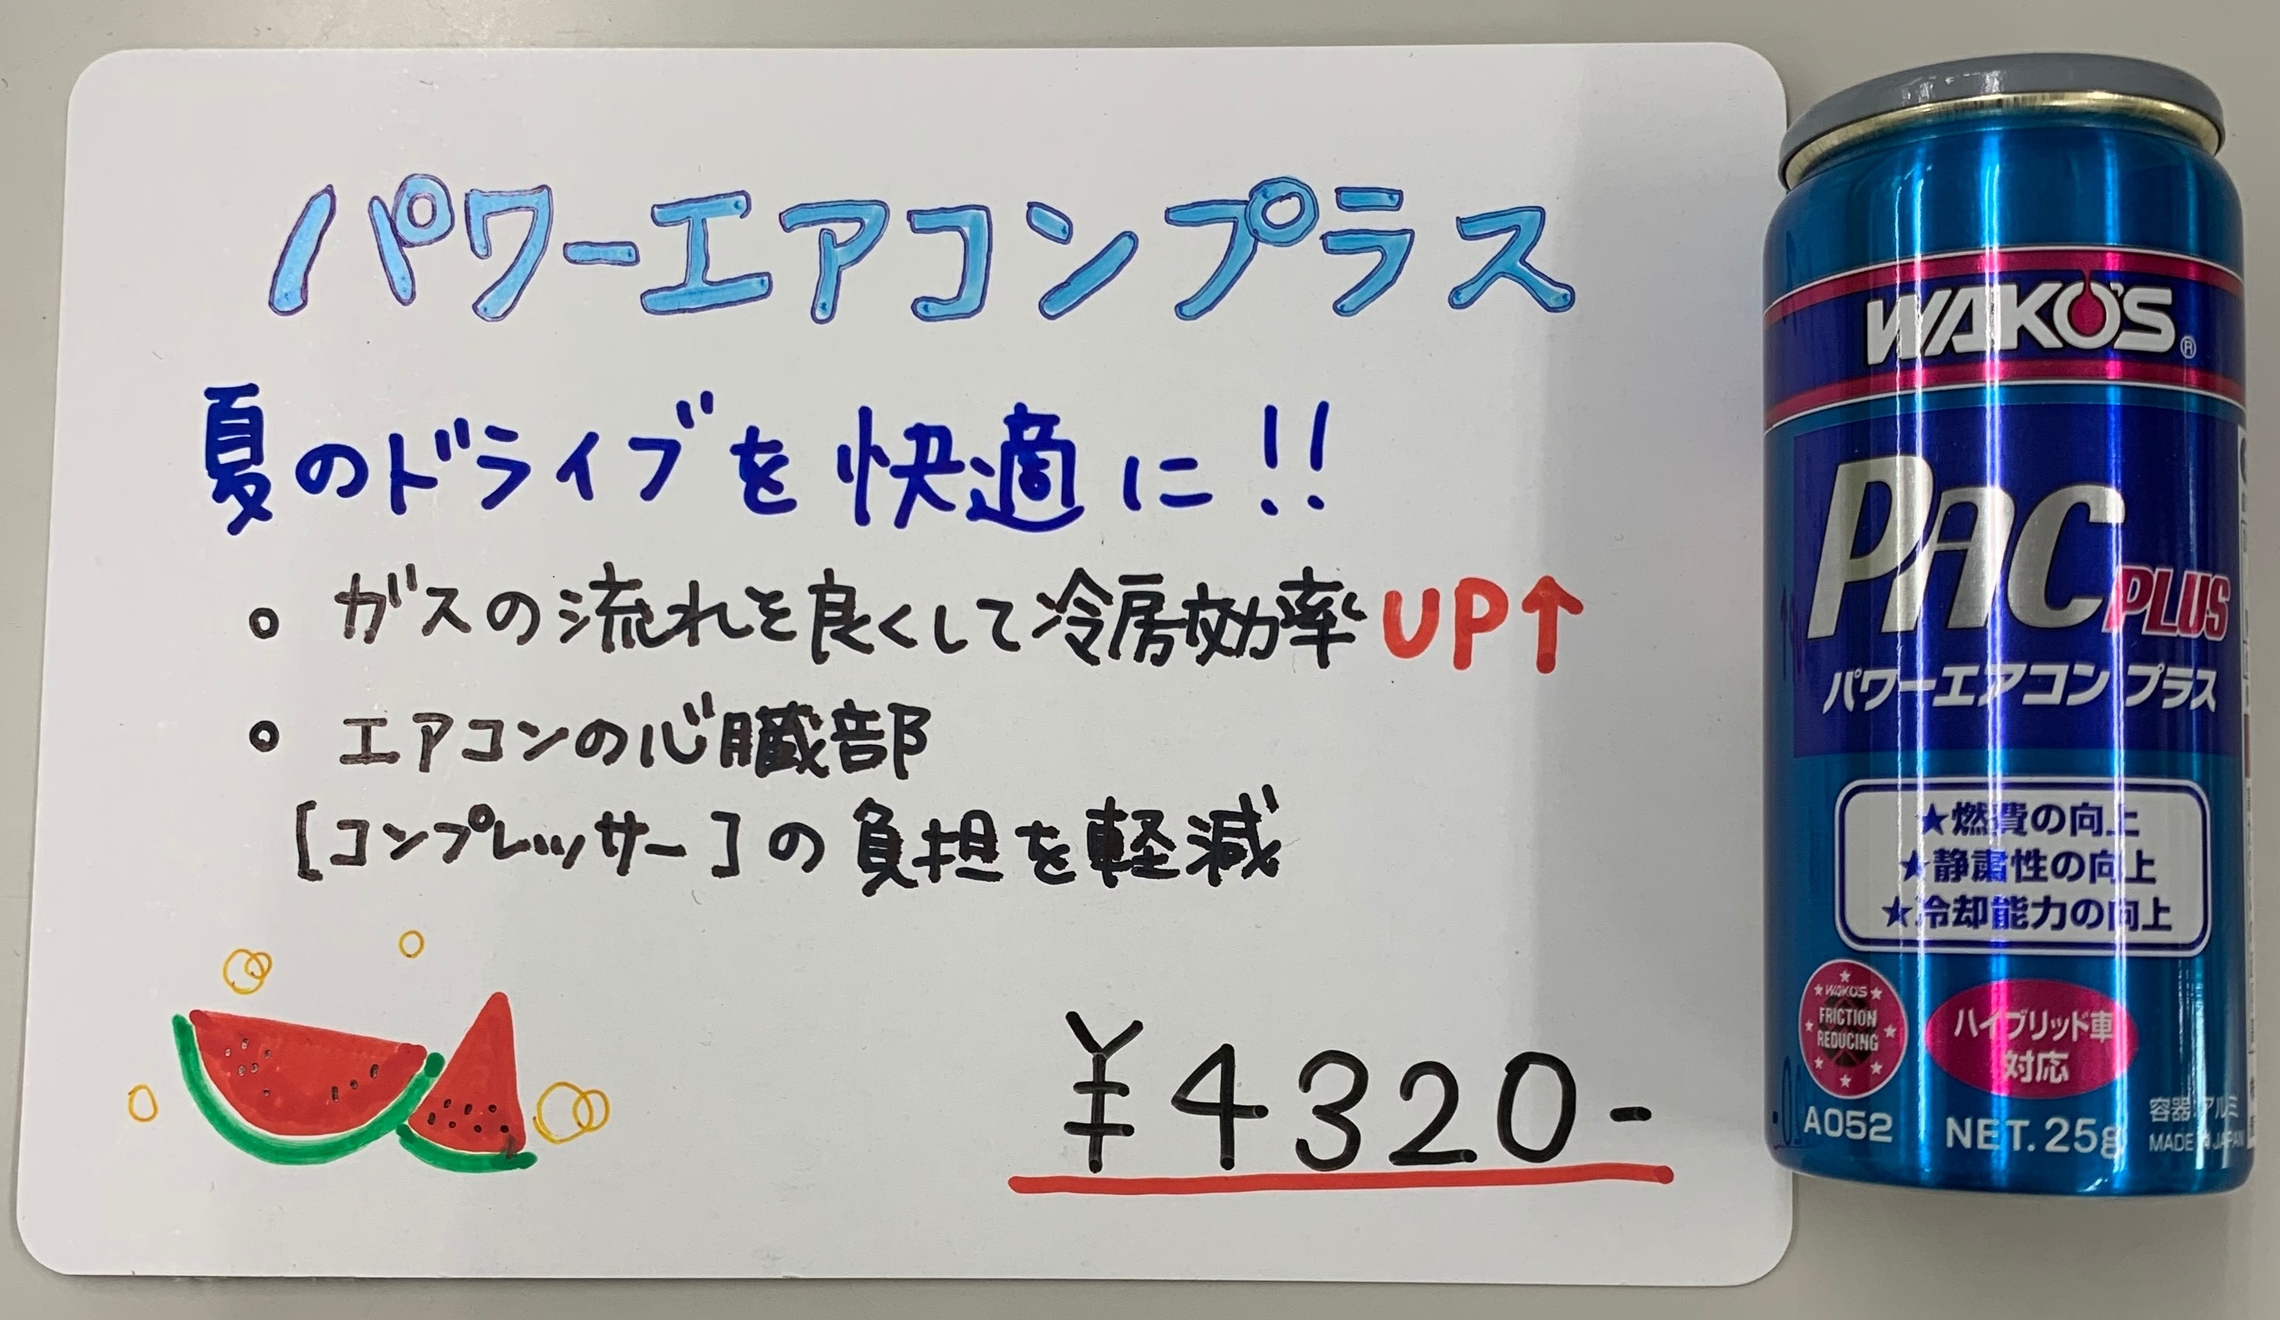 パワーエアコンプラス
夏のドライブを快適に!!
○ ガスの流れを良くして冷房効率UP↑
○ エアコンの心臓部
[コンプレッサー]の負担を軽減
¥4320-
WAKO'S®
PAC PLUS
パワーエアコン プラス
★燃費の向上
★静粛性の向上
★冷却能力の向上
WAKO'S
FRICTION
REDUCING
ハイブリッド車
対応
A052
NET.25g
容器:アルミ
MADE IN JAPAN